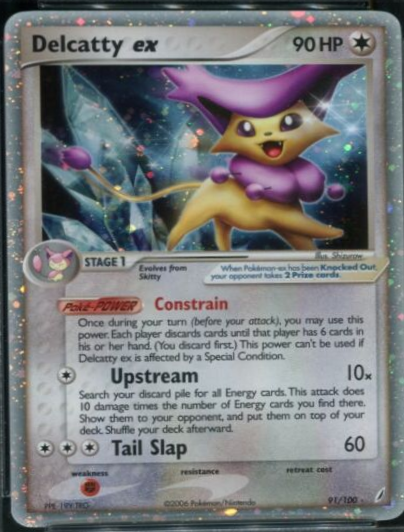 Delcatty ex 90 HP
Illus. Shizurow
STAGE 1
Evolves from
Skitty
When Pokémon-ex has been Knocked Out,
your opponent takes 2 Prize cards.
Poké-POWER Constrain
Once during your turn (before your attack), you may use this
power. Each player discards cards until that player has 6 cards in
his or her hand. (You discard first.) This power can't be used if
Delcatty ex is affected by a Special Condition.
Upstream 10x
Search your discard pile for all Energy cards. This attack does
10 damage times the number of Energy cards you find there.
Show them to your opponent, and put them on top of your
deck. Shuffle your deck afterward.
Tail Slap 60
weakness resistance retreat cost
©2006 Pokémon/Nintendo 91/100